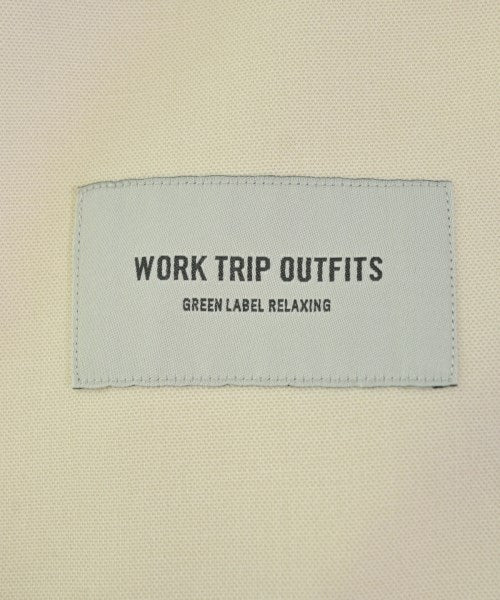 WORK TRIP OUTFITS
GREEN LABEL RELAXING